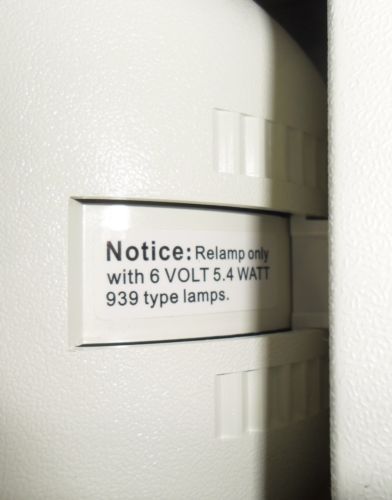 Notice: Relamp only
with 6 VOLT 5.4 WATT
939 type lamps.